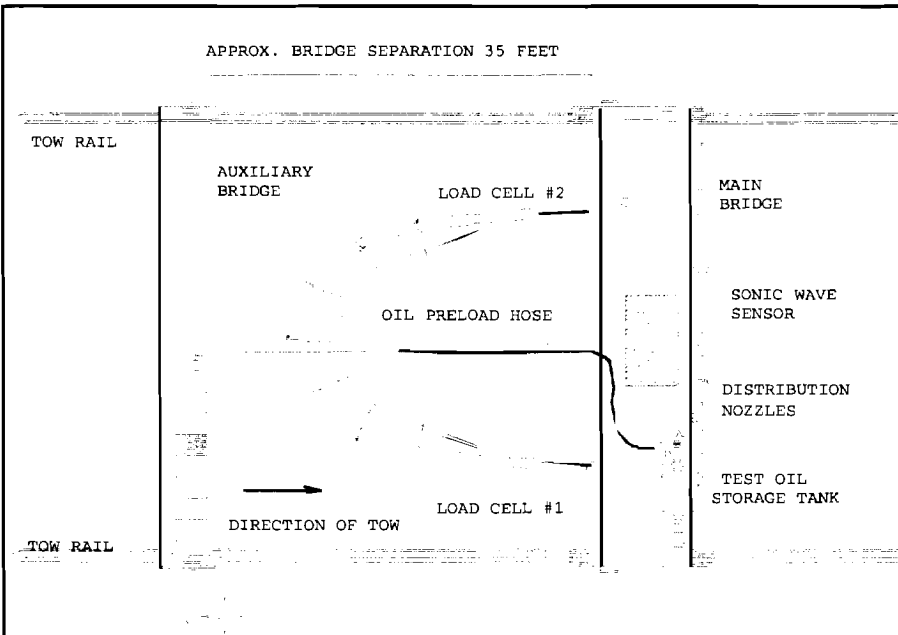 APPROX. BRIDGE SEPARATION 35 FEET
TOW RAIL
AUXILIARY
BRIDGE
LOAD CELL #2
MAIN
BRIDGE
SONIC WAVE
SENSOR
OIL PRELOAD HOSE
DISTRIBUTION
NOZZLES
TEST OIL
STORAGE TANK
LOAD CELL #1
DIRECTION OF TOW
TOW RAIL